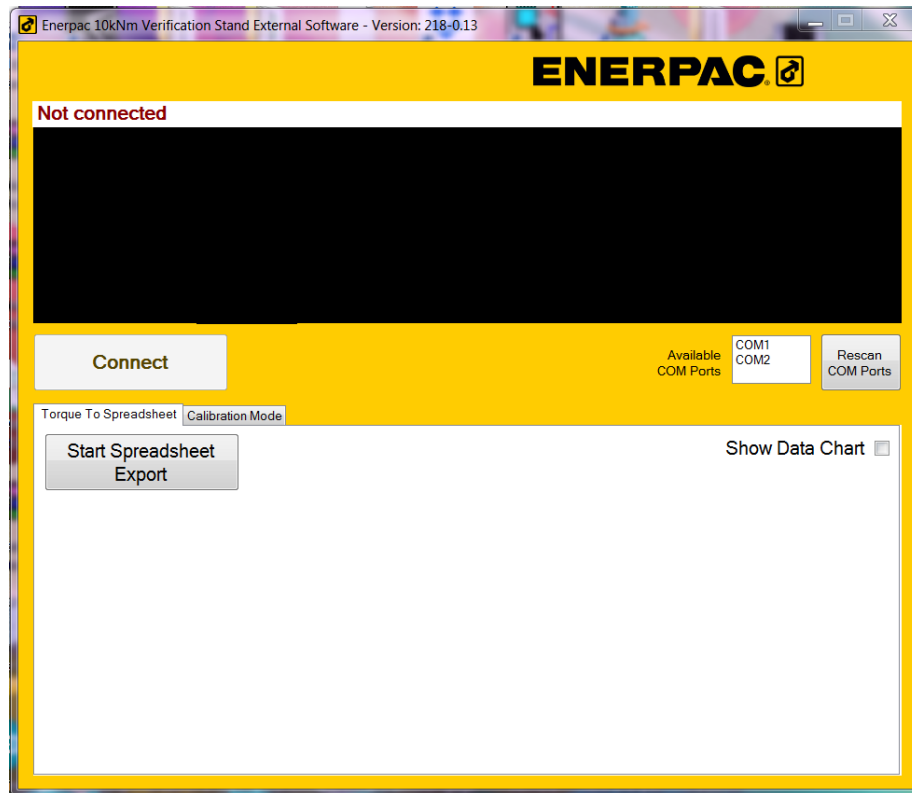 Enerpac 10kNm Verification Stand External Software - Version: 218-0.13
ENERPAC
Not connected
Connect
Available
COM Ports
COM1
COM2
Rescan
COM Ports
Torque To Spreadsheet
Calibration Mode
Start Spreadsheet
Export
Show Data Chart